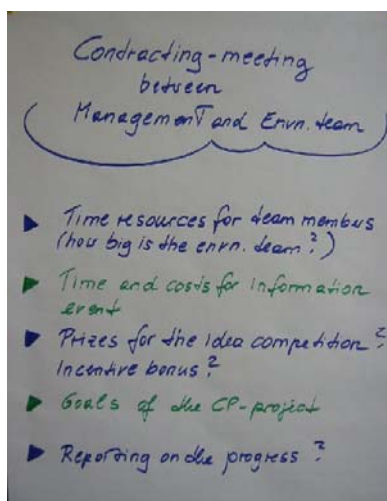 Contracting-meeting
between
Management and Envn. team
Time resources for team members
(how big is the envn. team?)
Time and costs for information
event
Prizes for the idea competition?
Incentive bonus?
Goals of the CP-project
Reporting on the progress?